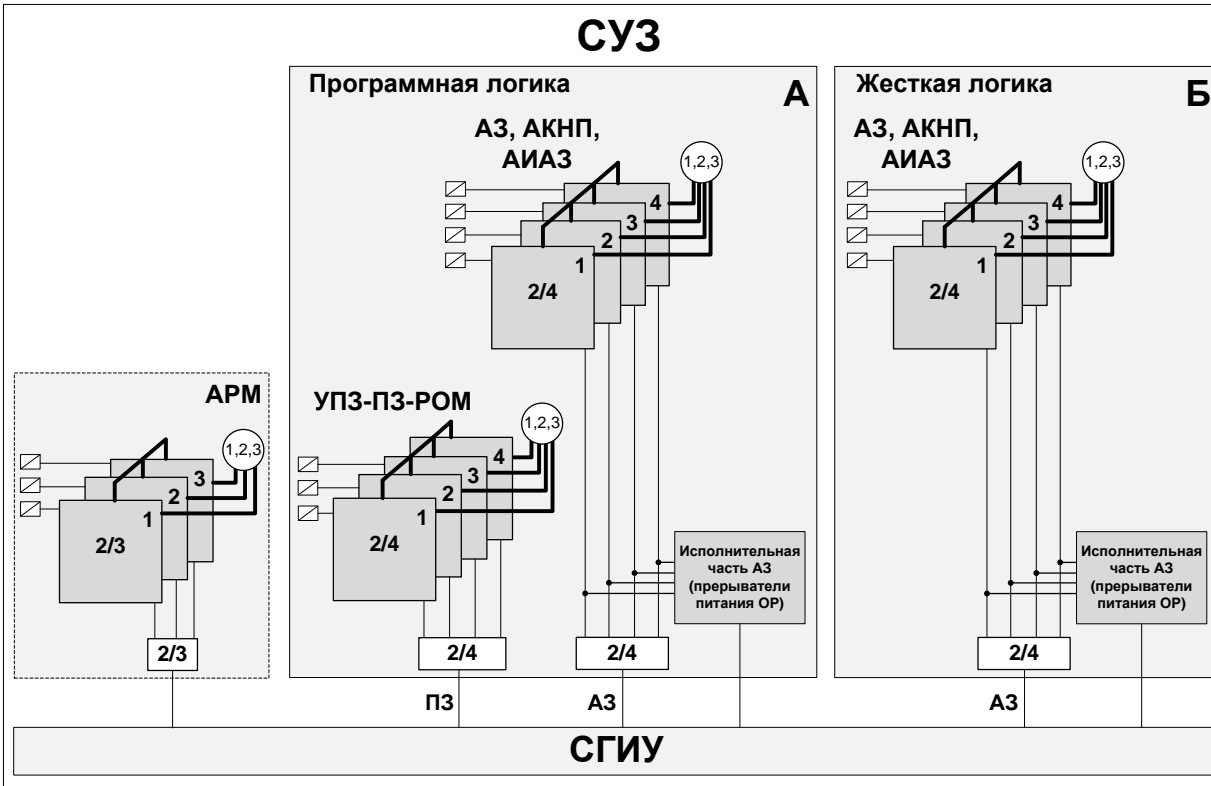 СУЗ
Программная логика
А
АЗ, АКНП,
АИАЗ
1,2,3
4
3
2
1
2/4
УПЗ-ПЗ-РОМ
1,2,3
4
3
2
1
2/4
Исполнительная
часть АЗ
(прерыватели
питания ОР)
2/4
2/4
ПЗ
АЗ
Жесткая логика
Б
АЗ, АКНП,
АИАЗ
1,2,3
4
3
2
1
2/4
Исполнительная
часть АЗ
(прерыватели
питания ОР)
2/4
АЗ
АРМ
1,2,3
3
2
1
2/3
2/3
СГИУ